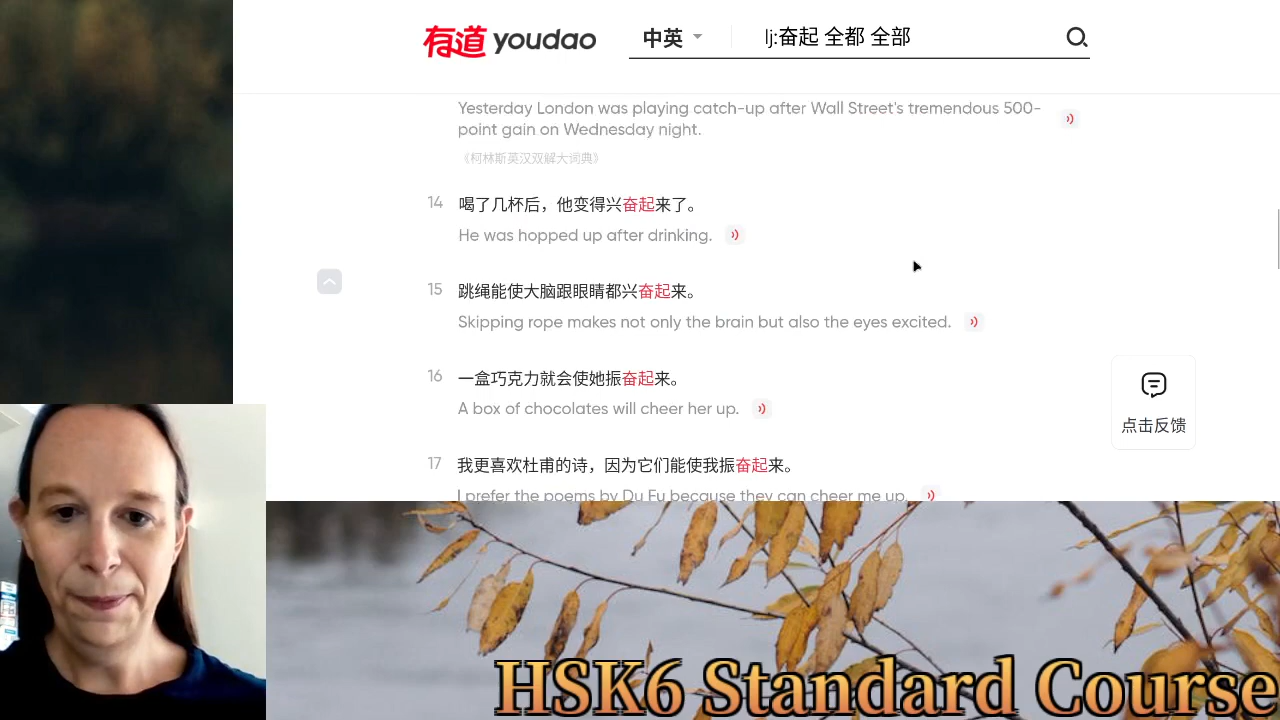 有道 youdao
中英
lj:奋起 全都 全部
Yesterday London was playing catch-up after Wall Street's tremendous 500-
point gain on Wednesday night.
《柯林斯英汉双解大词典》
14 喝了几杯后，他变得兴奋起来了。
He was hopped up after drinking.
15 跳绳能使大脑跟眼睛都兴奋起来。
Skipping rope makes not only the brain but also the eyes excited.
16 一盒巧克力就会使她振奋起来。
A box of chocolates will cheer her up.
点击反馈
17 我更喜欢杜甫的诗，因为它们能使我振奋起来。
I prefer the poems by Du Fu because they can cheer me up.
HSK6 Standard Course